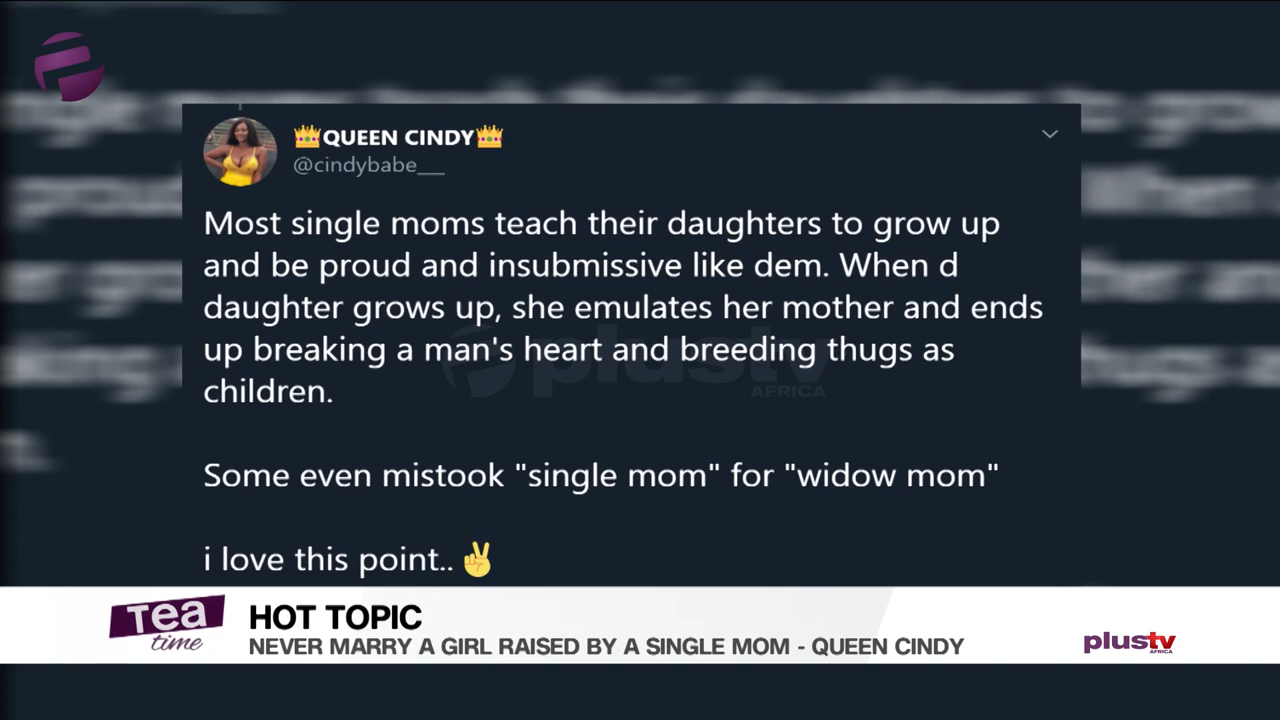 👑QUEEN CINDY👑
@cindybabe___
Most single moms teach their daughters to grow up
and be proud and insubmissive like dem. When d
daughter grows up, she emulates her mother and ends
up breaking a man's heart and breeding thugs as
children.
Some even mistook "single mom" for "widow mom"
i love this point..✌
plustv
AFRICA
Tea
time
HOT TOPIC
NEVER MARRY A GIRL RAISED BY A SINGLE MOM - QUEEN CINDY
plustv
AFRICA